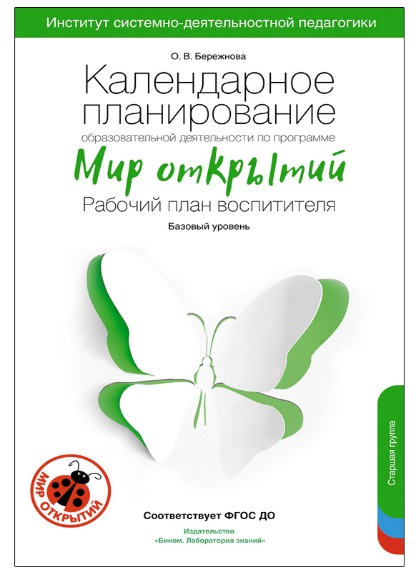 Институт системно-деятельностной педагогики
О. В. Бережнова
Календарное
планирование
образовательной деятельности по программе
Мир открытий
Рабочий план воспитителя
Базовый уровень
Старшая группа
МИР ОТКРЫТИЙ
Соответствует ФГОС ДО
Издательство
«Бином. Лаборатория знаний»